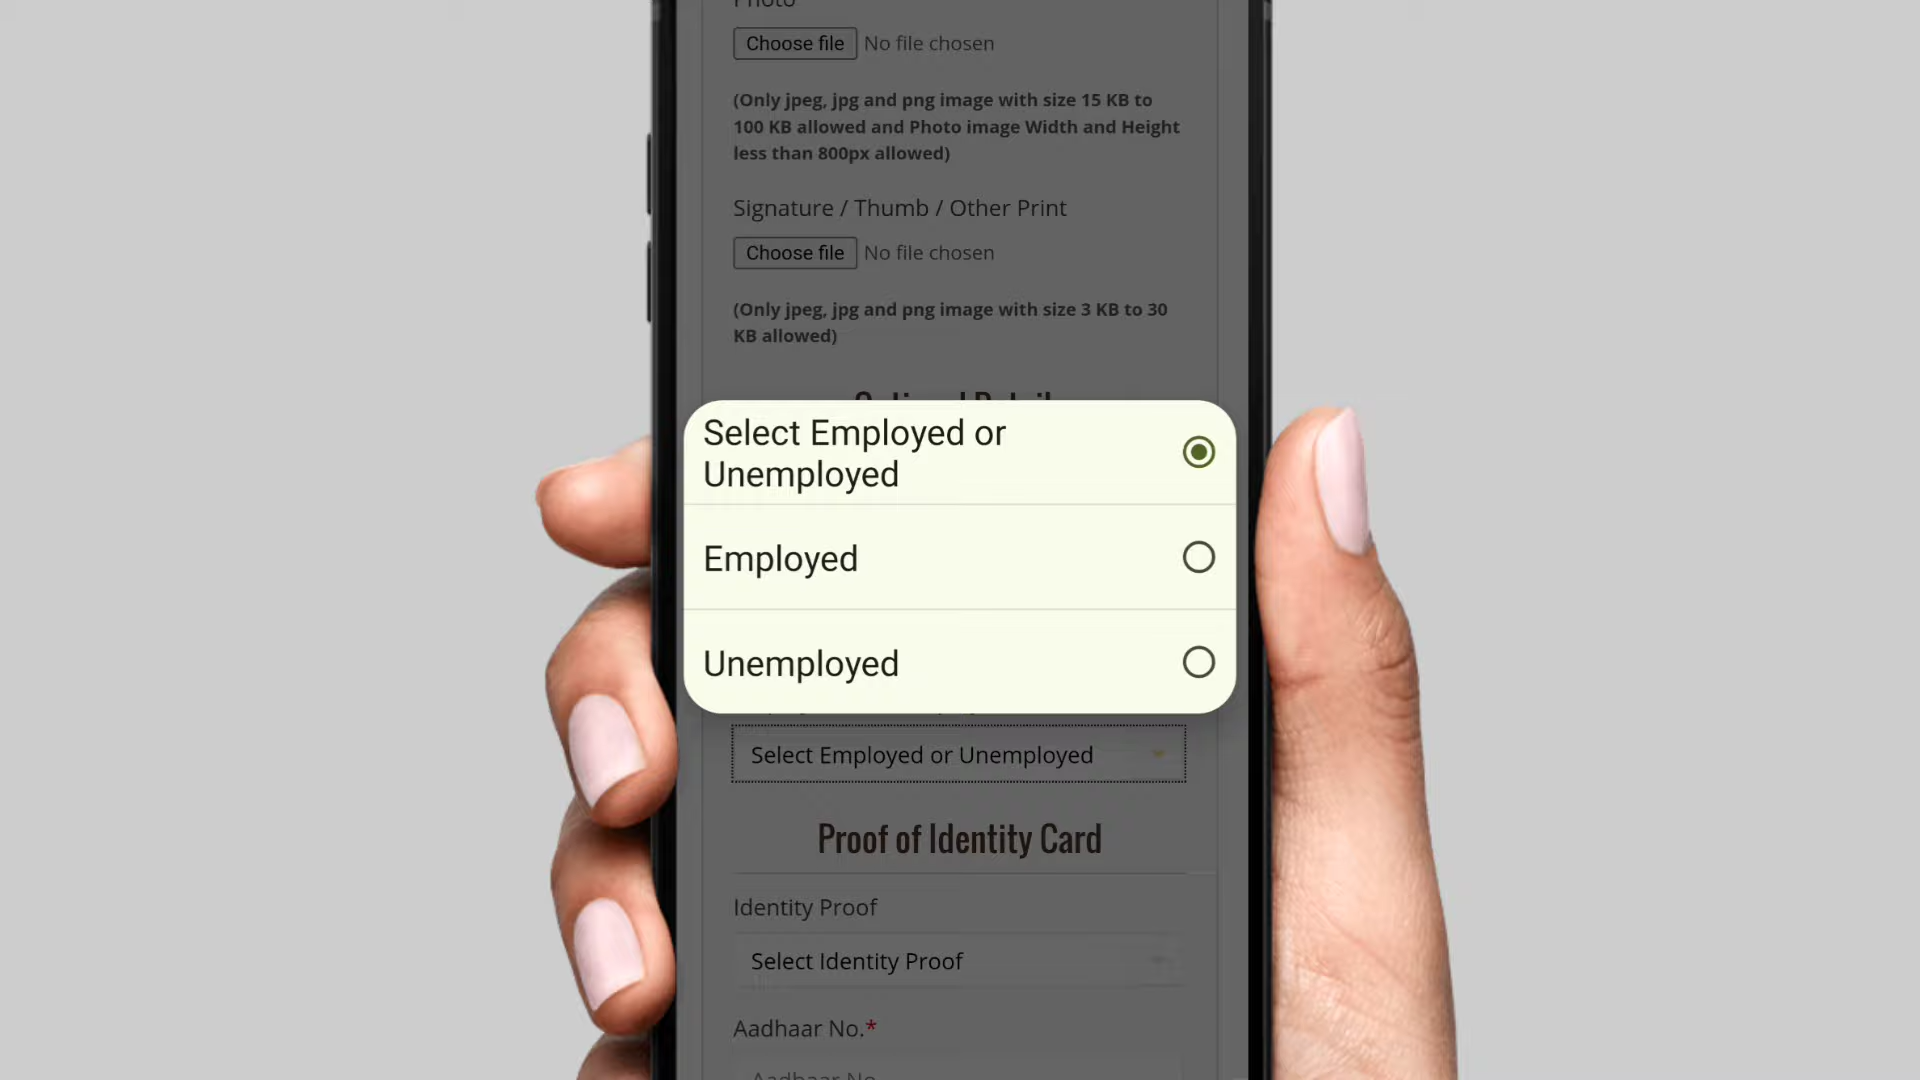 Photo
Choose file No file chosen
(Only jpeg, jpg and png image with size 15 KB to
100 KB allowed and Photo image Width and Height
less than 800px allowed)
Signature / Thumb / Other Print
Choose file No file chosen
(Only jpeg, jpg and png image with size 3 KB to 30
KB allowed)
Select Employed or
Unemployed
Employed
Unemployed
Select Employed or Unemployed
Proof of Identity Card
Identity Proof
Select Identity Proof
Aadhaar No.*
Aadhaar No.